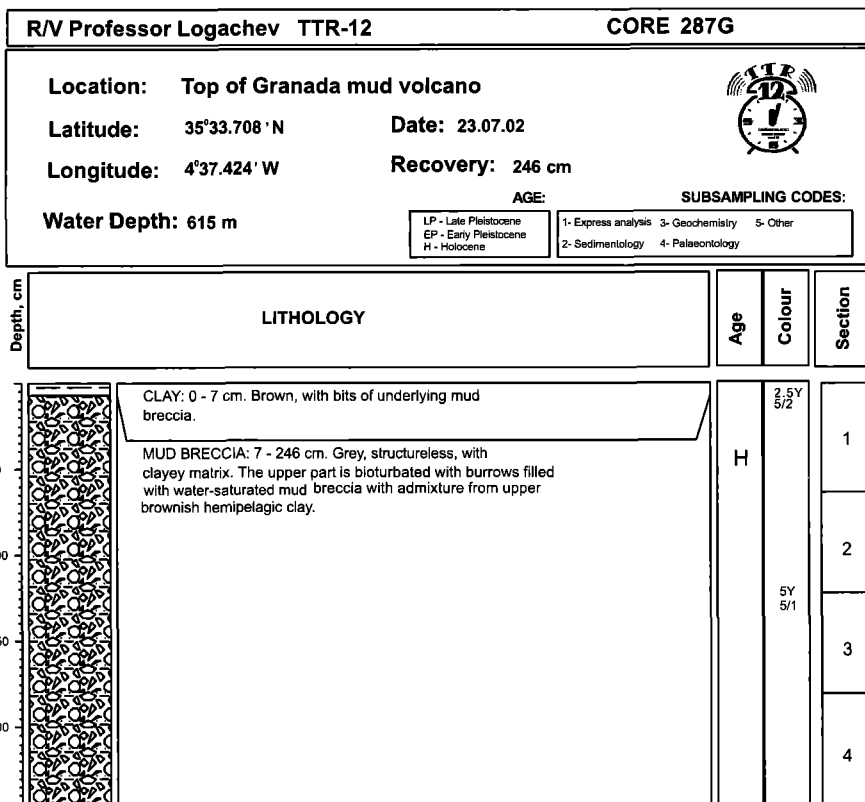 R/V Professor Logachev TTR-12 CORE 287G
Location: Top of Granada mud volcano
TTR
12
Latitude: 35°33.708 'N Date: 23.07.02
Longitude: 4°37.424' W Recovery: 246 cm
Water Depth: 615 m
AGE:
LP - Late Pleistocene
EP - Early Pleistocene
H - Holocene
SUBSAMPLING CODES:
1- Express analysis 3- Geochemistry 5- Other
2- Sedimentology 4- Palaeontology
Depth, cm
LITHOLOGY
Age
Colour
Section
CLAY: 0 - 7 cm. Brown, with bits of underlying mud
breccia.
MUD BRECCIA: 7 - 246 cm. Grey, structureless, with
clayey matrix. The upper part is bioturbated with burrows filled
with water-saturated mud breccia with admixture from upper
brownish hemipelagic clay.
H
2.5Y
5/2
5Y
5/1
1
2
3
4